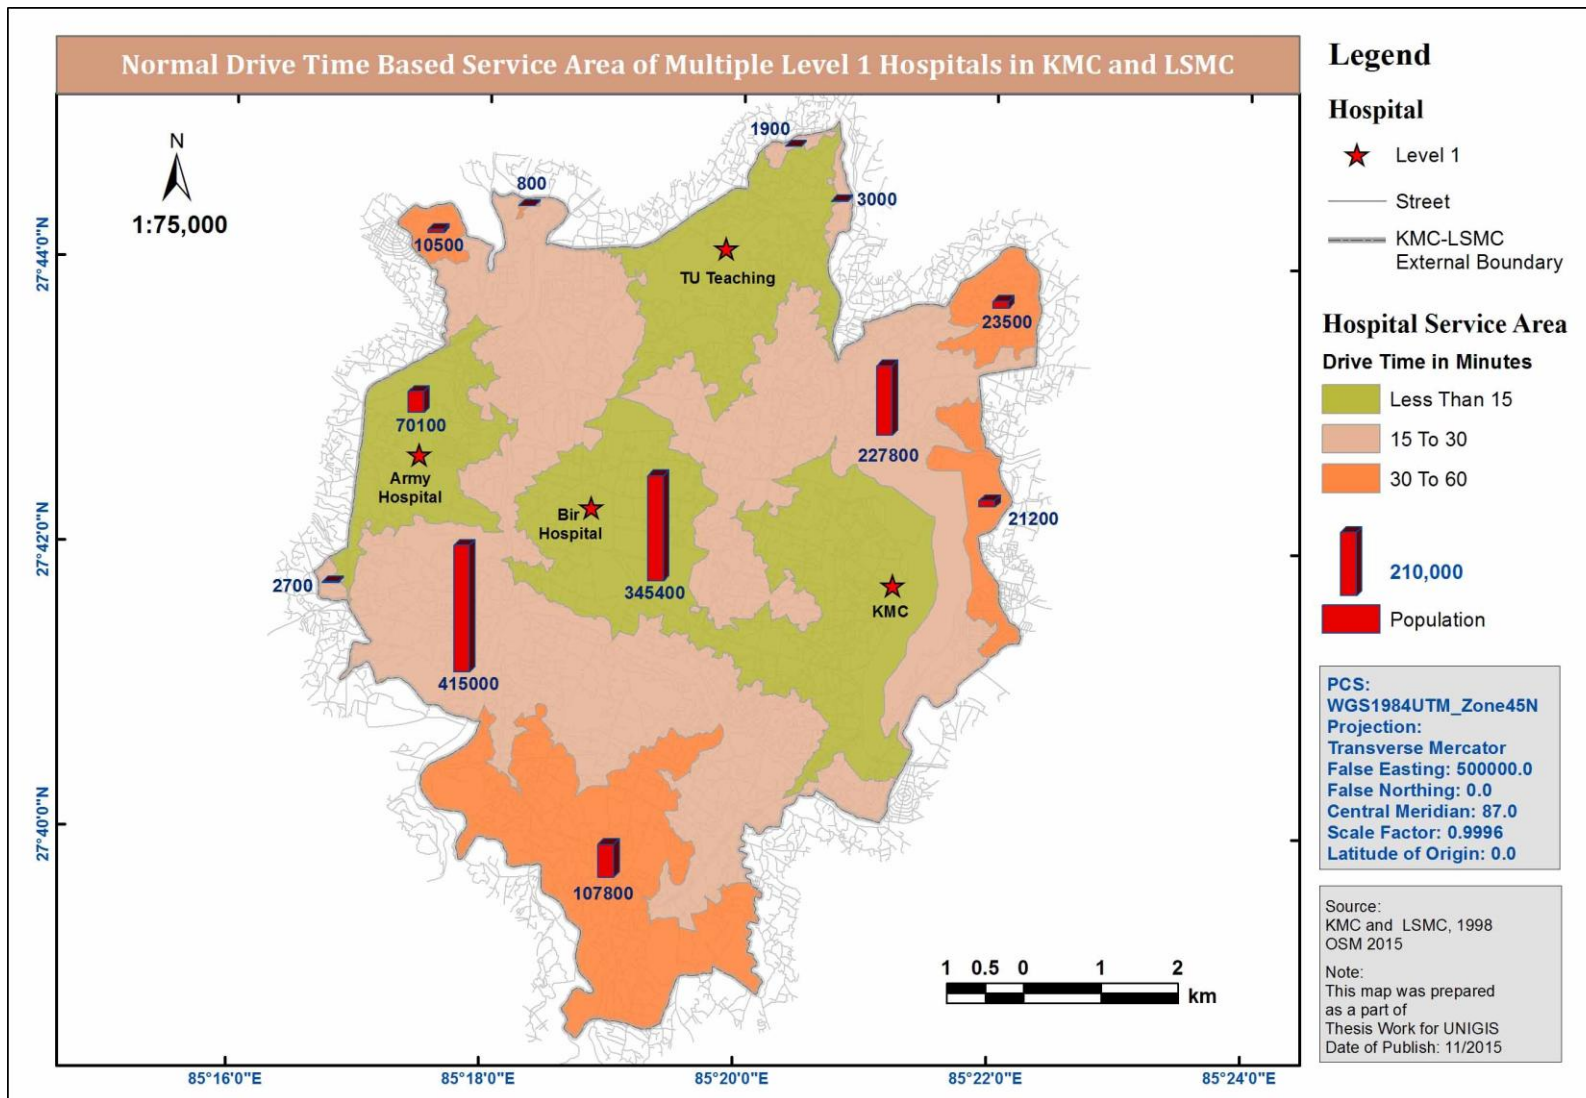 Normal Drive Time Based Service Area of Multiple Level 1 Hospitals in KMC and LSMC
N
1:75,000
1900
800
3000
10500
TU Teaching
23500
70100
227800
Army
Hospital
Bir
Hospital
21200
2700
345400
KMC
415000
107800
1 0.5 0 1 2
km
27°44'0"N
27°42'0"N
27°40'0"N
85°16'0"E
85°18'0"E
85°20'0"E
85°22'0"E
85°24'0"E
Legend
Hospital
Level 1
Street
KMC-LSMC
External Boundary
Hospital Service Area
Drive Time in Minutes
Less Than 15
15 To 30
30 To 60
210,000
Population
PCS:
WGS1984UTM_Zone45N
Projection:
Transverse Mercator
False Easting: 500000.0
False Northing: 0.0
Central Meridian: 87.0
Scale Factor: 0.9996
Latitude of Origin: 0.0
Source:
KMC and LSMC, 1998
OSM 2015
Note:
This map was prepared
as a part of
Thesis Work for UNIGIS
Date of Publish: 11/2015